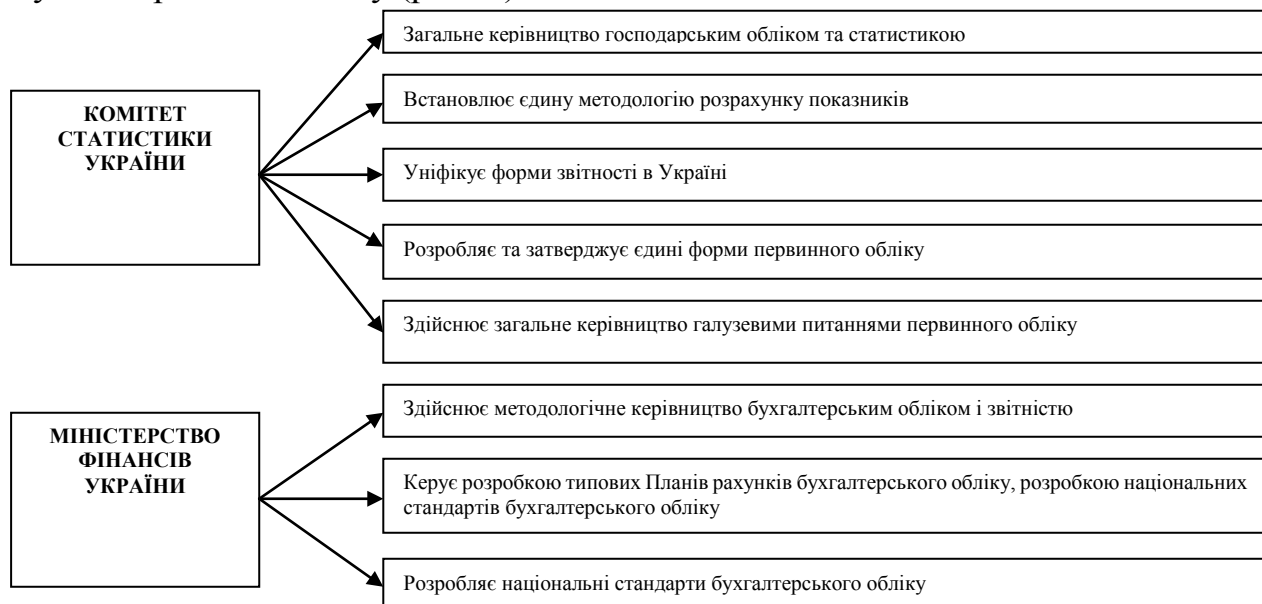 Загальне керівництво господарським обліком та статистикою
КОМІТЕТ
СТАТИСТИКИ
УКРАЇНИ
Встановлює єдину методологію розрахунку показників
Уніфікує форми звітності в Україні
Розробляє та затверджує єдині форми первинного обліку
Здійснює загальне керівництво галузевими питаннями первинного обліку
МІНІСТЕРСТВО
ФІНАНСІВ
УКРАЇНИ
Здійснює методологічне керівництво бухгалтерським обліком і звітністю
Керує розробкою типових Планів рахунків бухгалтерського обліку, розробкою національних
стандартів бухгалтерського обліку
Розробляє національні стандарти бухгалтерського обліку